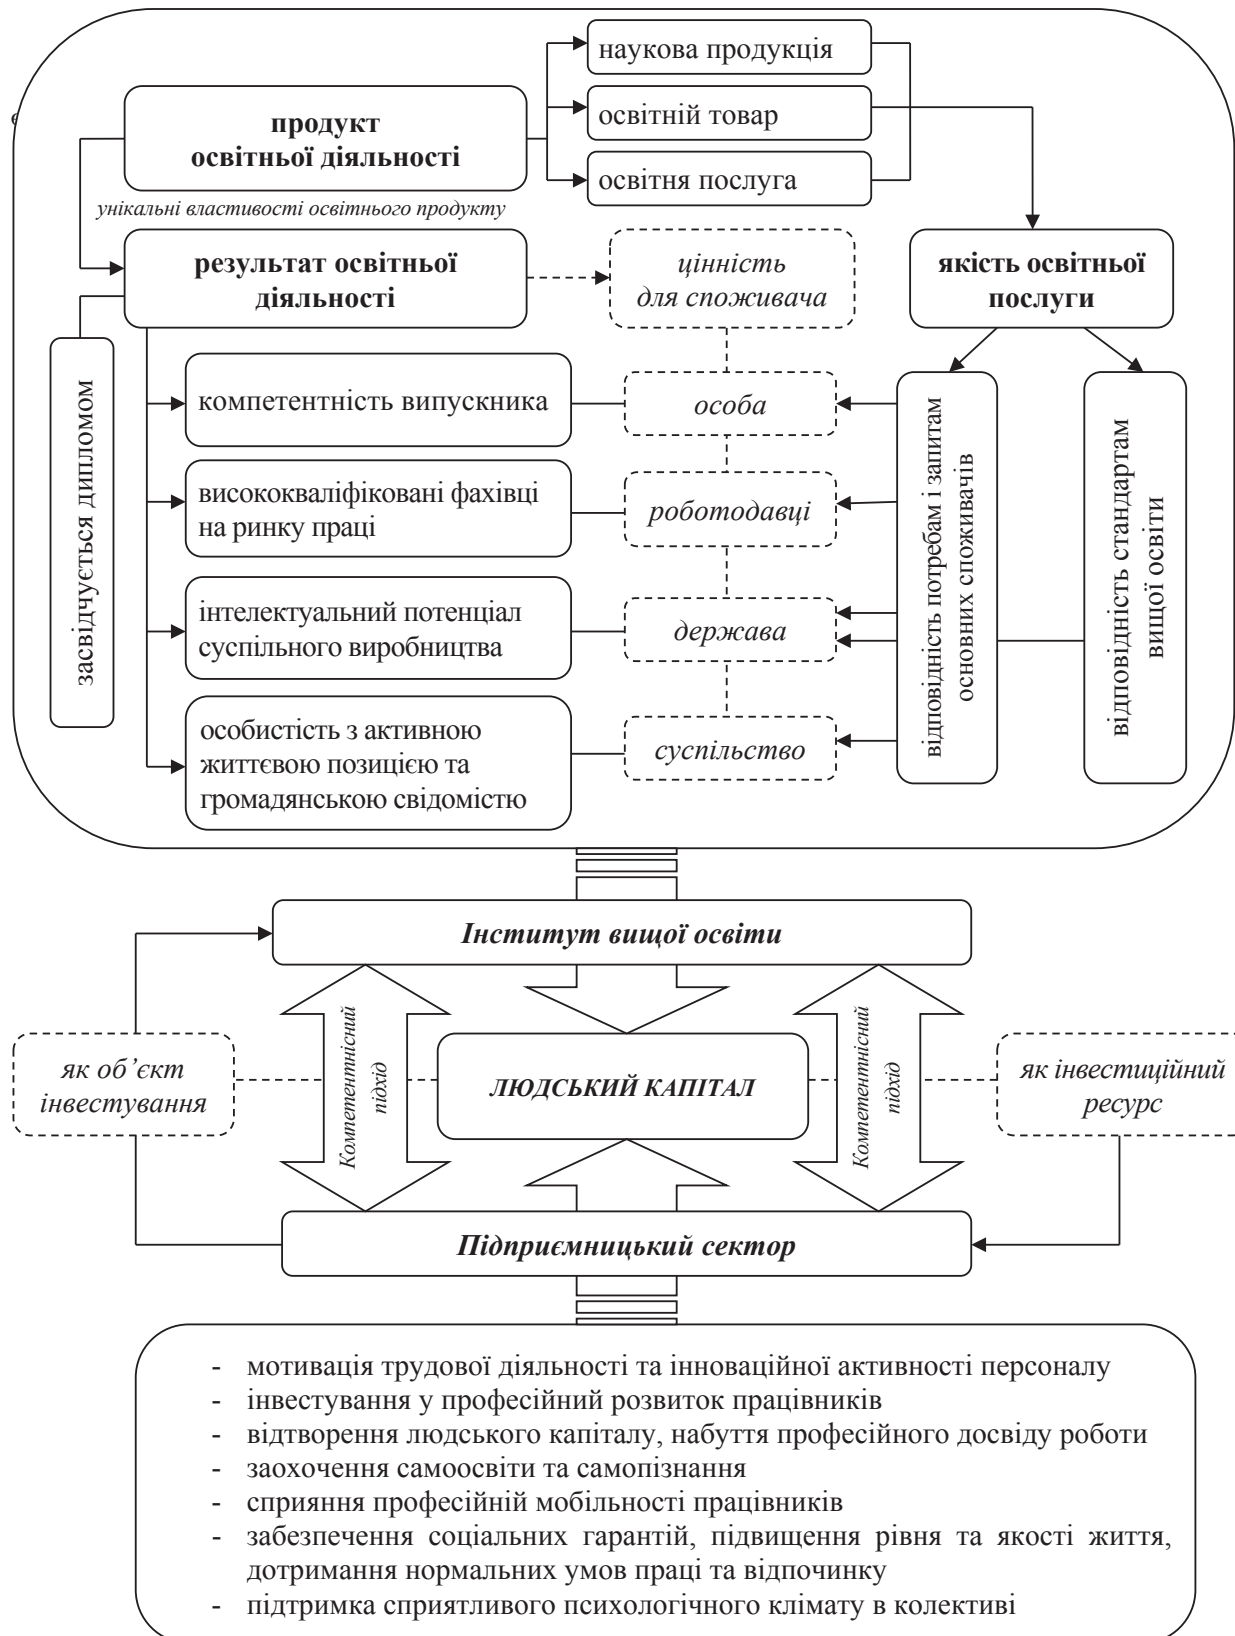 наукова продукція
продукт
освітньої діяльності
освітній товар
освітня послуга
унікальні властивості освітнього продукту
результат освітньої
діяльності
цінність
для споживача
якість освітньої
послуги
засвідчується дипломом
компетентність випускника
особа
висококваліфіковані фахівці
на ринку праці
роботодавці
інтелектуальний потенціал
суспільного виробництва
держава
особистість з активною
життєвою позицією та
громадянською свідомістю
суспільство
відповідність потребам і запитам
основних споживачів
відповідність стандартам
вищої освіти
Інститут вищої освіти
як об’єкт
інвестування
Компетентнісний
підхід
ЛЮДСЬКИЙ КАПІТАЛ
Компетентнісний
підхід
як інвестиційний
ресурс
Підприємницький сектор
- мотивація трудової діяльності та інноваційної активності персоналу
- інвестування у професійний розвиток працівників
- відтворення людського капіталу, набуття професійного досвіду роботи
- заохочення самоосвіти та самопізнання
- сприяння професійній мобільності працівників
- забезпечення соціальних гарантій, підвищення рівня та якості життя,
дотримання нормальних умов праці та відпочинку
- підтримка сприятливого психологічного клімату в колективі